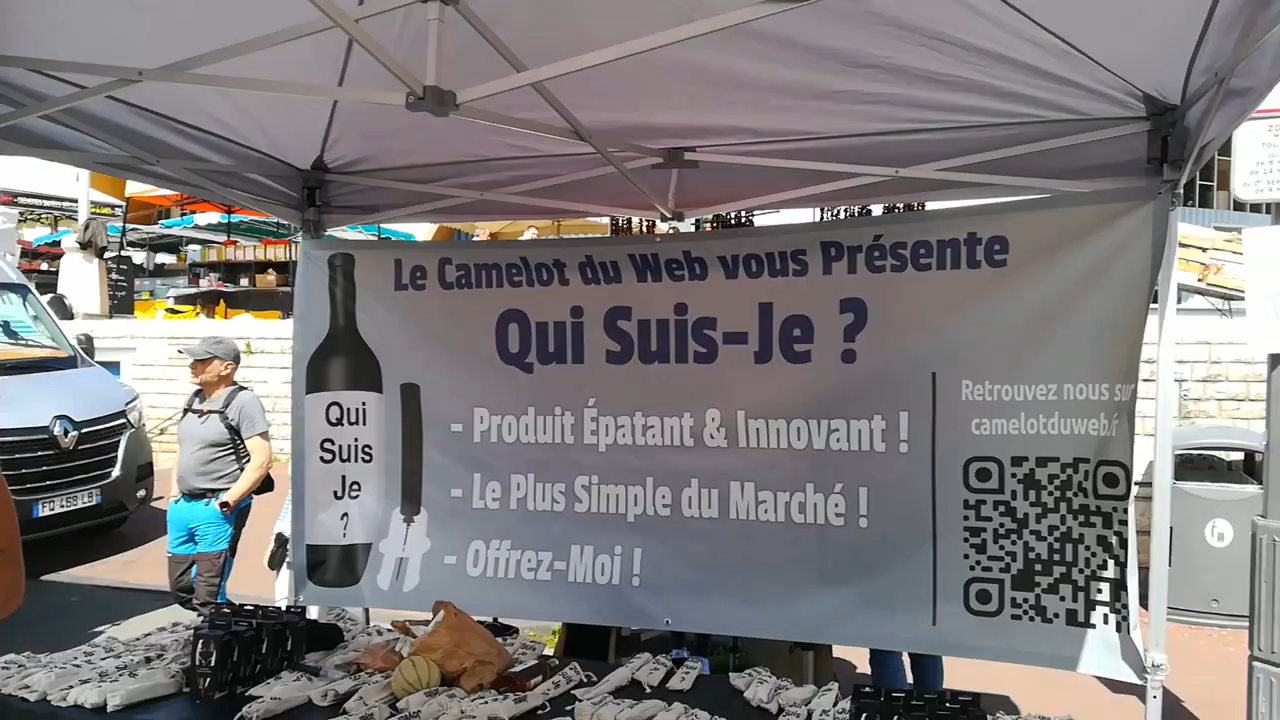 Le Camelot du Web vous Présente
Qui Suis-Je ?
Qui
Suis
Je
?
- Produit Épatant & Innovant !
- Le Plus Simple du Marché !
- Offrez-Moi !
Retrouvez nous sur
camelotduweb.fr
FQ-468-LB